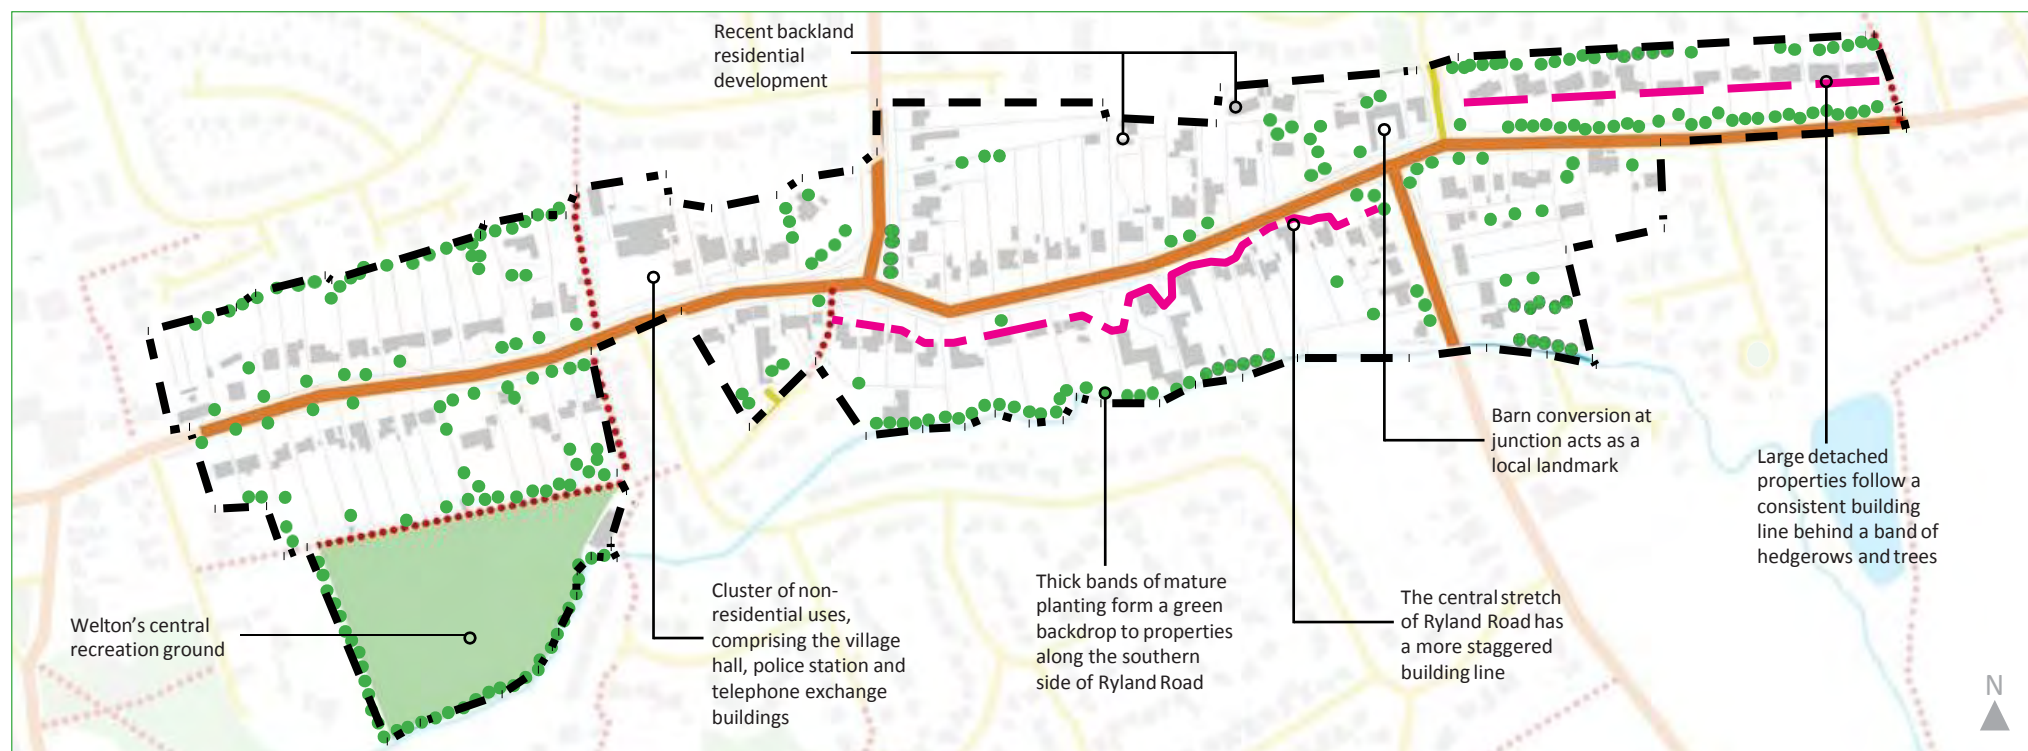 Recent backland
residential
development
Welton’s central
recreation ground
Cluster of non-
residential uses,
comprising the village
hall, police station and
telephone exchange
buildings
Thick bands of mature
planting form a green
backdrop to properties
along the southern
side of Ryland Road
The central stretch
of Ryland Road has
a more staggered
building line
Barn conversion at
junction acts as a
local landmark
Large detached
properties follow a
consistent building
line behind a band of
hedgerows and trees
N